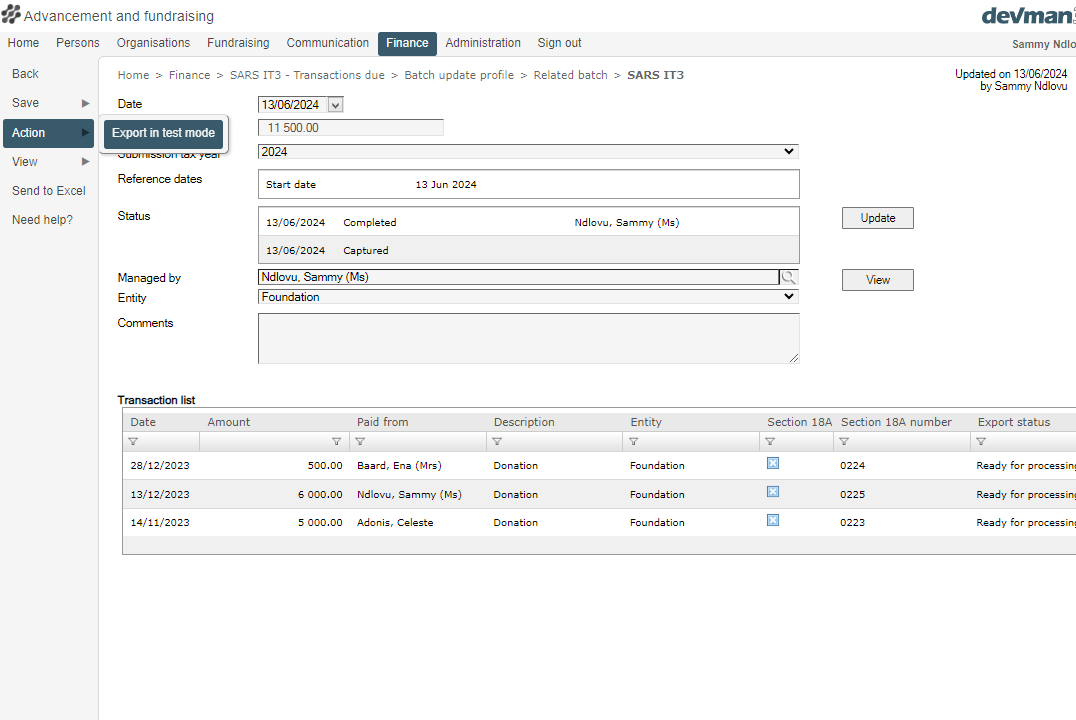 Advancement and fundraising
devman
Home Persons Organisations Fundraising Communication Finance Administration Sign out
Sammy Ndlo
Back
Save
Action
Export in test mode
View
Send to Excel
Need help?
Home > Finance > SARS IT3 - Transactions due > Batch update profile > Related batch > SARS IT3
Updated on 13/06/2024
by Sammy Ndlovu
Date 13/06/2024
11 500.00
Submission tax year 2024
Reference dates Start date 13 Jun 2024
Status 13/06/2024 Completed Ndlovu, Sammy (Ms) Update
13/06/2024 Captured
Managed by Ndlovu, Sammy (Ms) View
Entity Foundation
Comments
Transaction list
Date Amount Paid from Description Entity Section 18A Section 18A number Export status
28/12/2023 500.00 Baard, Ena (Mrs) Donation Foundation 0224 Ready for processing
13/12/2023 6 000.00 Ndlovu, Sammy (Ms) Donation Foundation 0225 Ready for processing
14/11/2023 5 000.00 Adonis, Celeste Donation Foundation 0223 Ready for processing